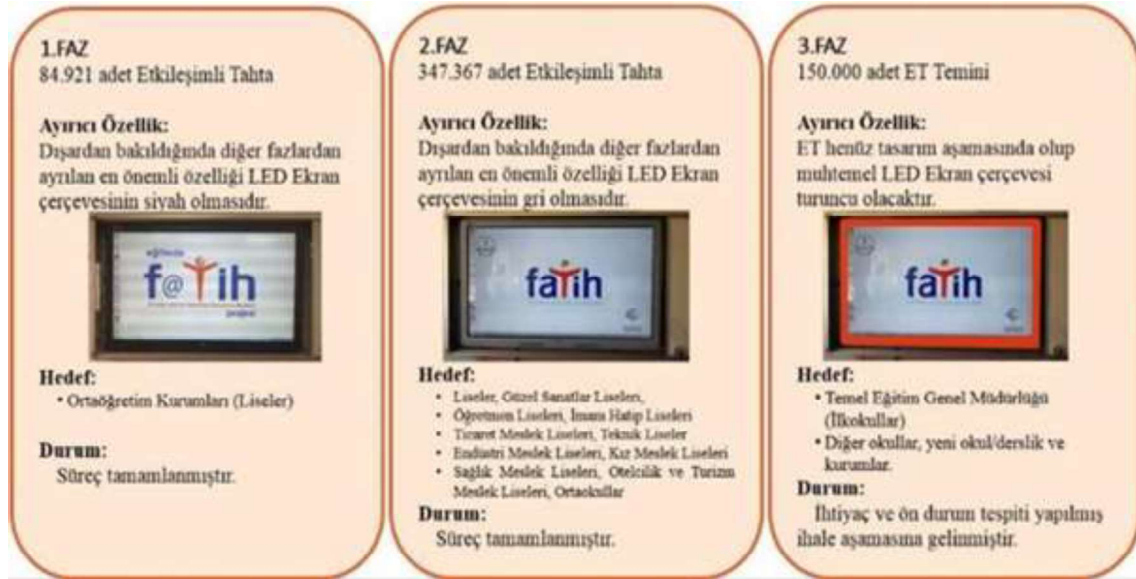 1.FAZ
84.921 adet Etkileşimli Tahta
Ayırıcı Özellik:
Dışardan bakıldığında diğer fazlardan
ayrılan en önemli özelliği LED Ekran
çerçevesinin siyah olmasıdır.
eğitimde
f@Tih
projesi
Hedef:
• Ortaöğretim Kurumları (Liseler)
Durum:
Süreç tamamlanmıştır.
2.FAZ
347.367 adet Etkileşimli Tahta
Ayırıcı Özellik:
Dışardan bakıldığında diğer fazlardan
ayrılan en önemli özelliği LED Ekran
çerçevesinin gri olmasıdır.
faTih
Hedef:
• Liseler, Güzel Sanatlar Liseleri,
• Öğretmen Liseleri, İmam Hatip Liseleri
• Ticaret Meslek Liseleri, Teknik Liseler
• Endüstri Meslek Liseleri, Kız Meslek Liseleri
• Sağlık Meslek Liseleri, Otelcilik ve Turizm
Meslek Liseleri, Ortaokullar
Durum:
Süreç tamamlanmıştır.
3.FAZ
150.000 adet ET Temini
Ayırıcı Özellik:
ET henüz tasarım aşamasında olup
muhtemel LED Ekran çerçevesi
turuncu olacaktır.
faTih
Hedef:
• Temel Eğitim Genel Müdürlüğü
(İlkokullar)
• Diğer okullar, yeni okul/derslik ve
kurumlar.
Durum:
İhtiyaç ve ön durum tespiti yapılmış
ihale aşamasına gelinmiştir.